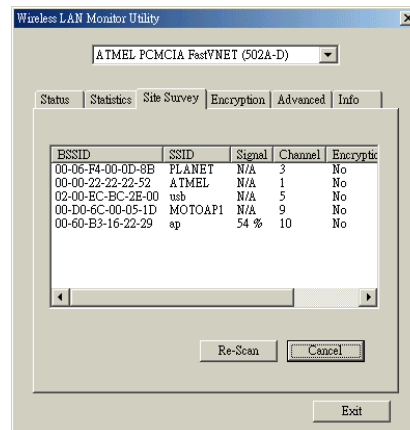 Wireless LAN Monitor Utility
ATMEL PCMCIA FastVNET (502A-D)
Status Statistics Site Survey Encryption Advanced Info
BSSID SSID Signal Channel Encryptic
00-06-F4-00-0D-8B PLANET N/A 3 No
00-00-22-22-22-52 ATMEL N/A 1 No
02-00-EC-BC-2E-00 usb N/A 5 No
00-D0-6C-00-05-1D MOTOAP1 N/A 9 No
00-60-B3-16-22-29 ap 54 % 10 No
Re-Scan Cancel
Exit